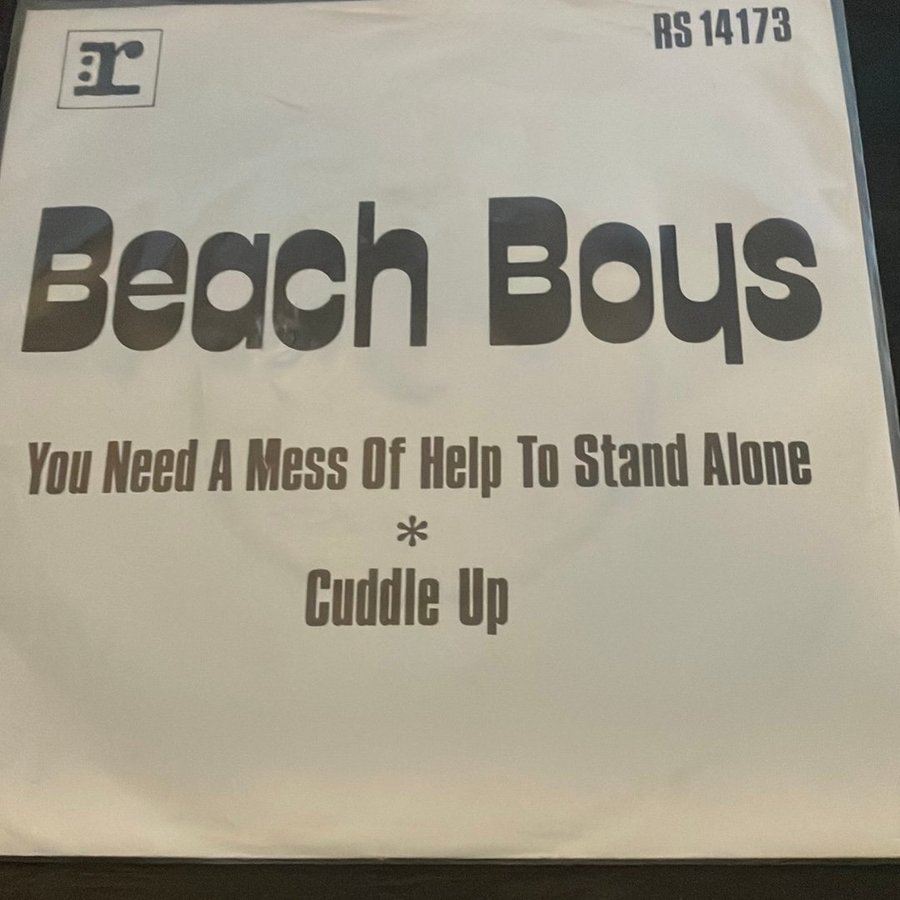 :r
RS 14173
Beach Boys
You Need A Mess Of Help To Stand Alone
*
Cuddle Up